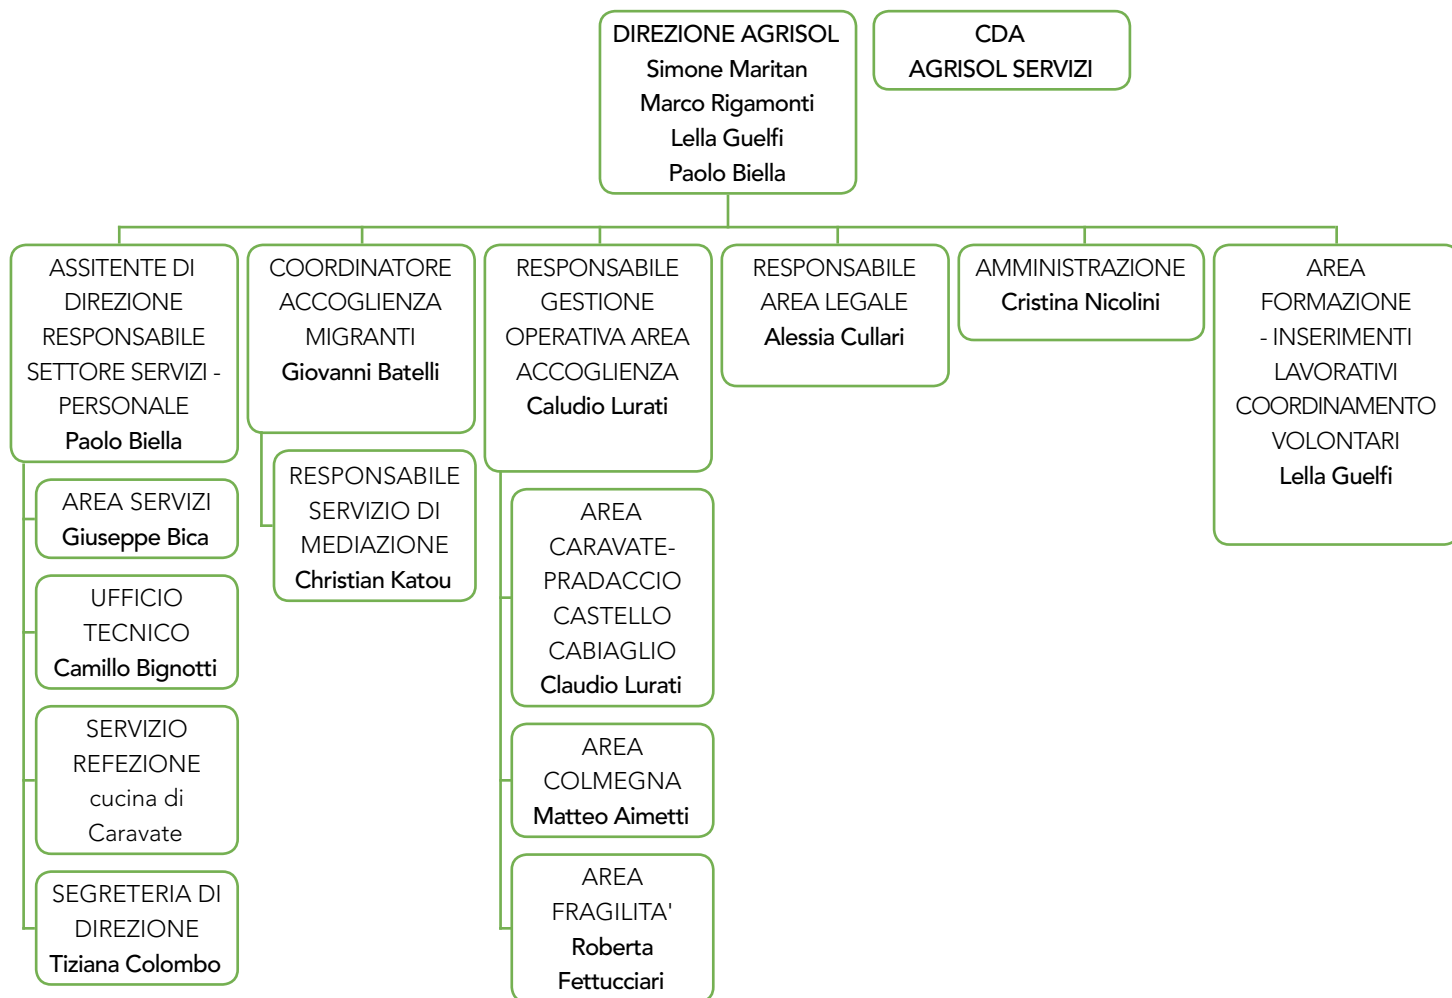 DIREZIONE AGRISOL
Simone Maritan
Marco Rigamonti
Lella Guelfi
Paolo Biella
CDA
AGRISOL SERVIZI
ASSITENTE DI
DIREZIONE
RESPONSABILE
SETTORE SERVIZI -
PERSONALE
Paolo Biella
AREA SERVIZI
Giuseppe Bica
UFFICIO
TECNICO
Camillo Bignotti
SERVIZIO
REFEZIONE
cucina di
Caravate
SEGRETERIA DI
DIREZIONE
Tiziana Colombo
COORDINATORE
ACCOGLIENZA
MIGRANTI
Giovanni Batelli
RESPONSABILE
SERVIZIO DI
MEDIAZIONE
Christian Katou
RESPONSABILE
GESTIONE
OPERATIVA AREA
ACCOGLIENZA
Caludio Lurati
AREA
CARAVATE-
PRADACCIO
CASTELLO
CABIAGLIO
Claudio Lurati
AREA
COLMEGNA
Matteo Aimetti
AREA
FRAGILITA'
Roberta
Fettucciari
RESPONSABILE
AREA LEGALE
Alessia Cullari
AMMINISTRAZIONE
Cristina Nicolini
AREA
FORMAZIONE
- INSERIMENTI
LAVORATIVI
COORDINAMENTO
VOLONTARI
Lella Guelfi